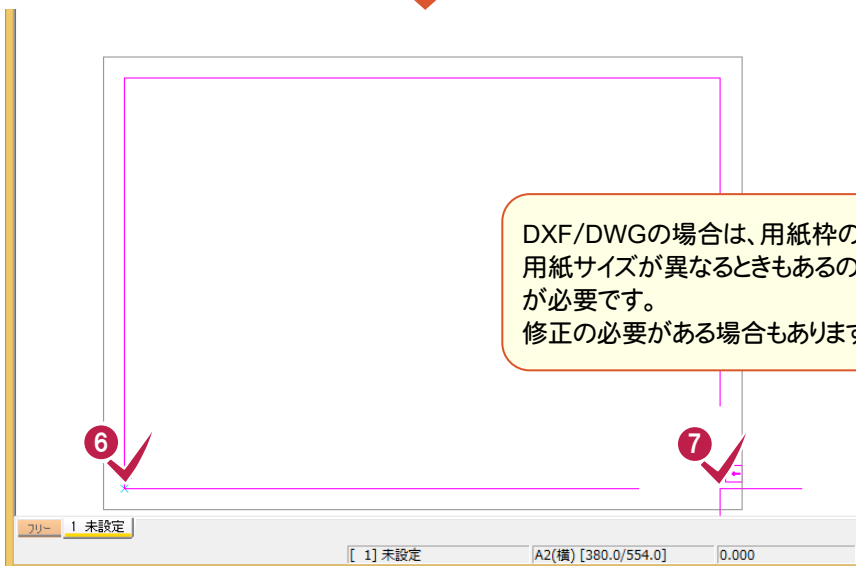 DXF/DWGの場合は、用紙枠の
用紙サイズが異なるときもあるの
が必要です。
修正の必要がある場合もあります
6
7
フリー
1 未設定
[ 1] 未設定
A2(横) [380.0/554.0]
0.000